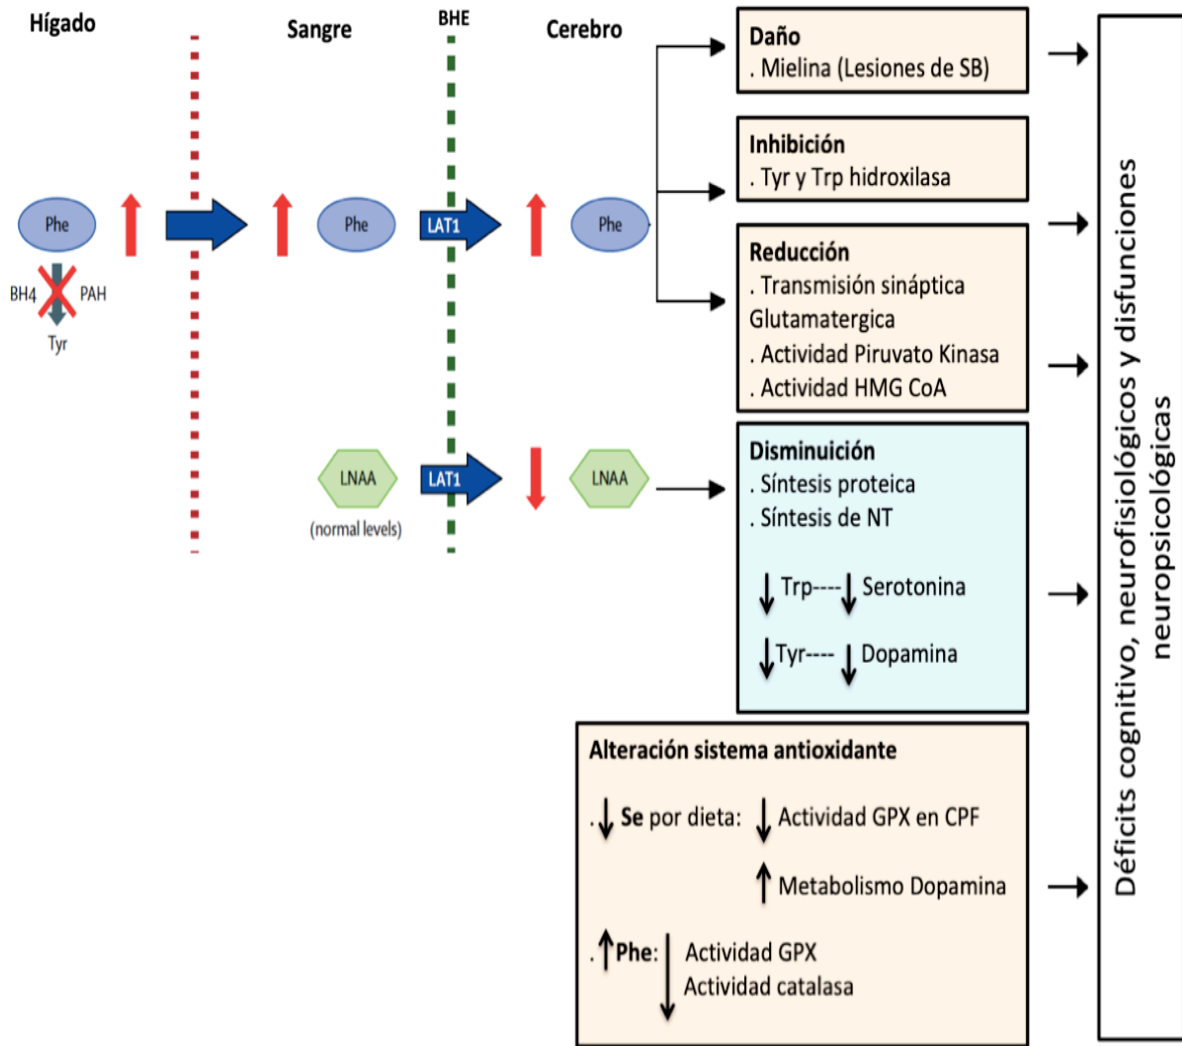 Hígado
Sangre
BHE
Cerebro
Phe
BH4
PAH
Tyr
Phe
LAT1
Phe
LNAA
(normal levels)
LAT1
LNAA
Daño
. Mielina (Lesiones de SB)
Inhibición
. Tyr y Trp hidroxilasa
Reducción
. Transmisión sináptica
Glutamatergica
. Actividad Piruvato Kinasa
. Actividad HMG CoA
Disminuición
. Síntesis proteica
. Síntesis de NT
↓ Trp---- ↓ Serotonina
↓ Tyr---- ↓ Dopamina
Alteración sistema antioxidante
. ↓ Se por dieta: ↓ Actividad GPX en CPF
↑ Metabolismo Dopamina
. ↑ Phe: ↓ Actividad GPX
Actividad catalasa
Déficits cognitivo, neurofisiológicos y disfunciones
neuropsicológicas